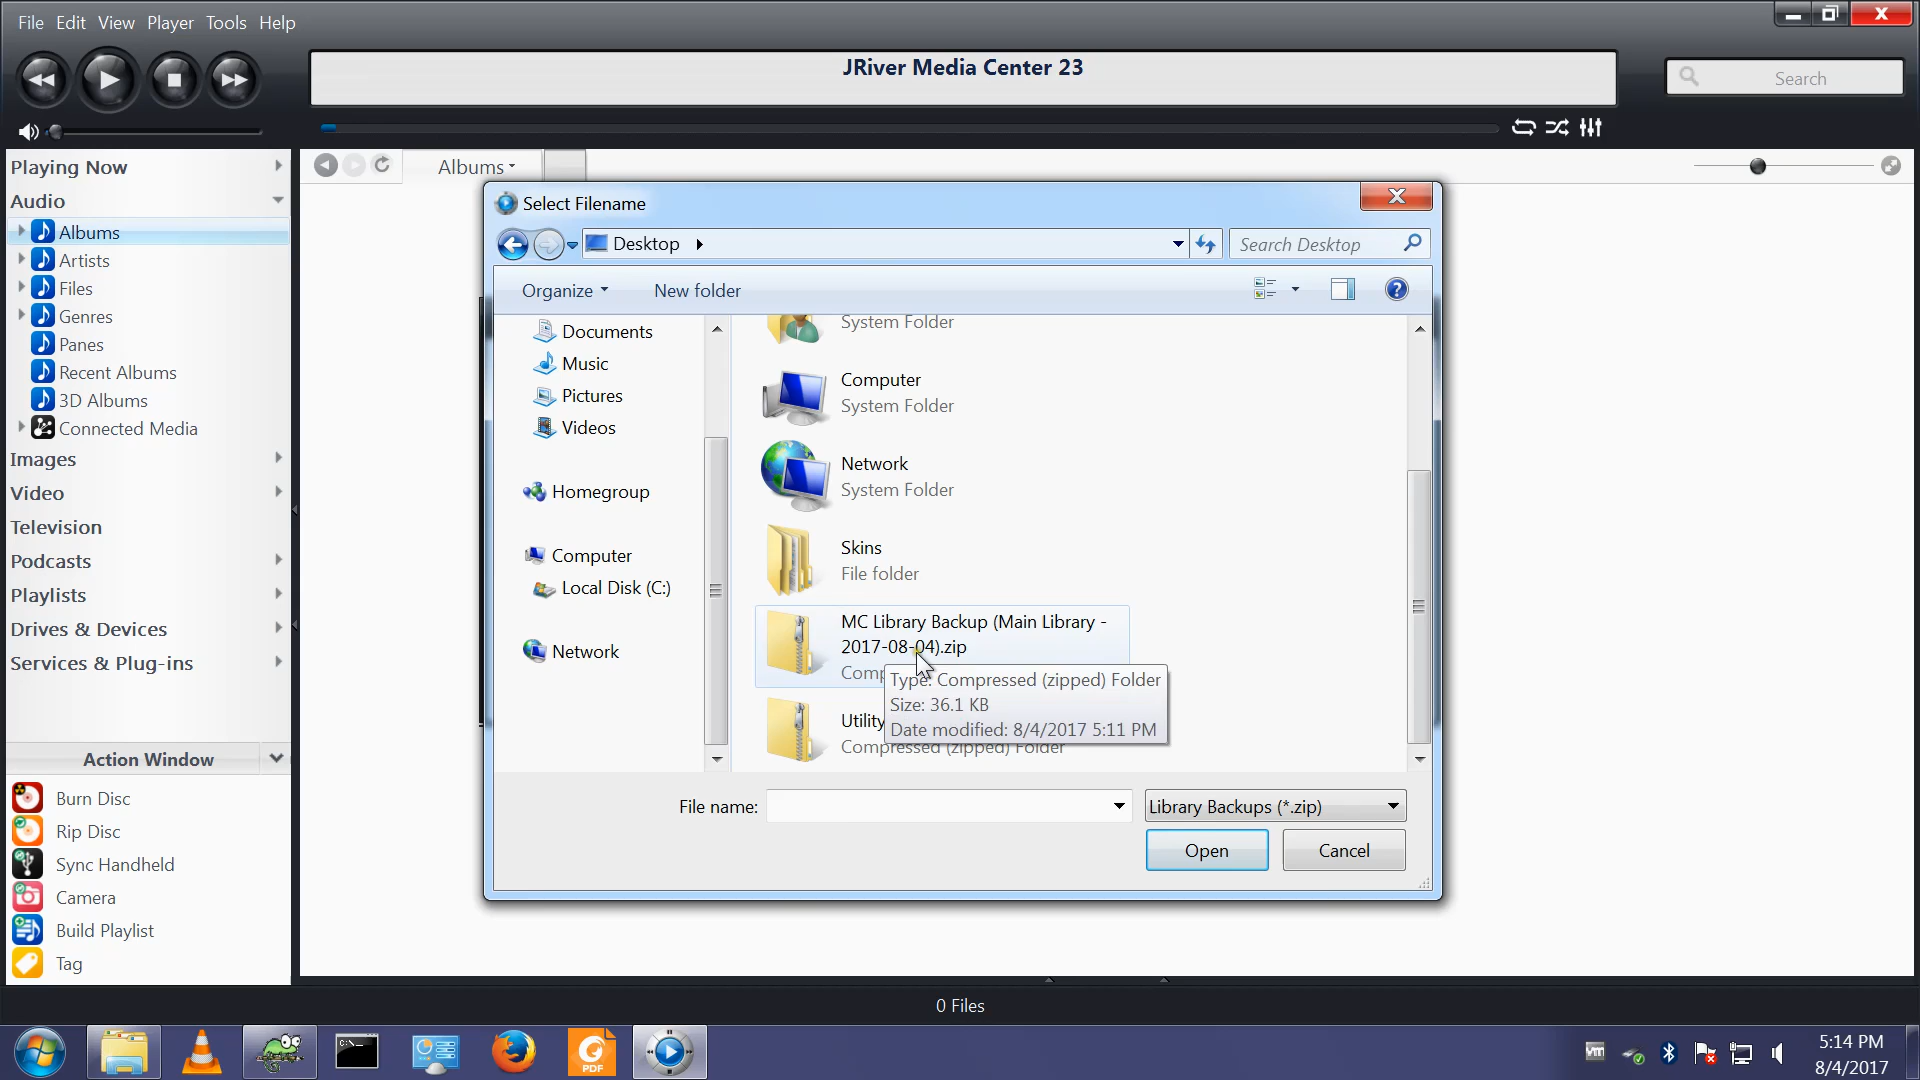 File Edit View Player Tools Help
JRiver Media Center 23
Search
Playing Now
Audio
Albums
Artists
Files
Genres
Panes
Recent Albums
3D Albums
Connected Media
Images
Video
Television
Podcasts
Playlists
Drives & Devices
Services & Plug-ins
Action Window
Burn Disc
Rip Disc
Sync Handheld
Camera
Build Playlist
Tag
Albums
Select Filename
Desktop
Search Desktop
Organize
New folder
Documents
Music
Pictures
Videos
Homegroup
Computer
Local Disk (C:)
Network
System Folder
Computer
System Folder
Network
System Folder
Skins
File folder
MC Library Backup (Main Library -
2017-08-04).zip
Type: Compressed (zipped) Folder
Size: 36.1 KB
Date modified: 8/4/2017 5:11 PM
Utility
Compressed (zipped) Folder
File name:
Library Backups (*.zip)
Open
Cancel
0 Files
PDF
5:14 PM
8/4/2017